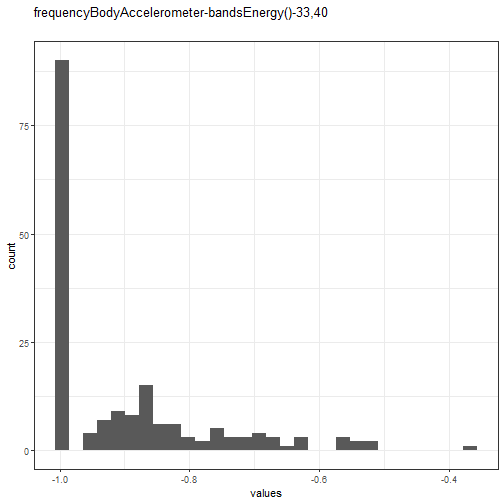 frequencyBodyAccelerometer-bandsEnergy()-33,40
75
50
25
0
count
-1.0
-0.8
-0.6
-0.4
values